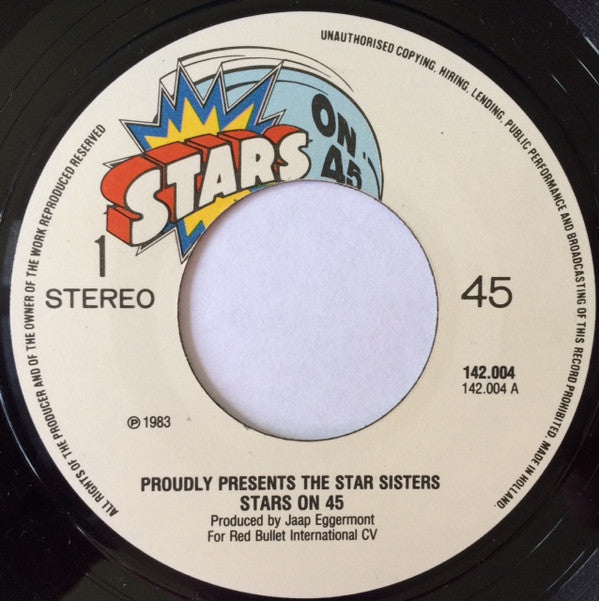 STARS
ON
45
UNAUTHORISED COPYING, HIRING, LENDING, PUBLIC PERFORMANCE AND BROADCASTING OF THIS RECORD PROHIBITED. MADE IN HOLLAND.
ALL RIGHTS OF THE PRODUCER AND OF THE OWNER OF THE WORK REPRODUCED RESERVED
1
STEREO
45
142.004
142.004 A
℗ 1983
PROUDLY PRESENTS THE STAR SISTERS
STARS ON 45
Produced by Jaap Eggermont
For Red Bullet International CV